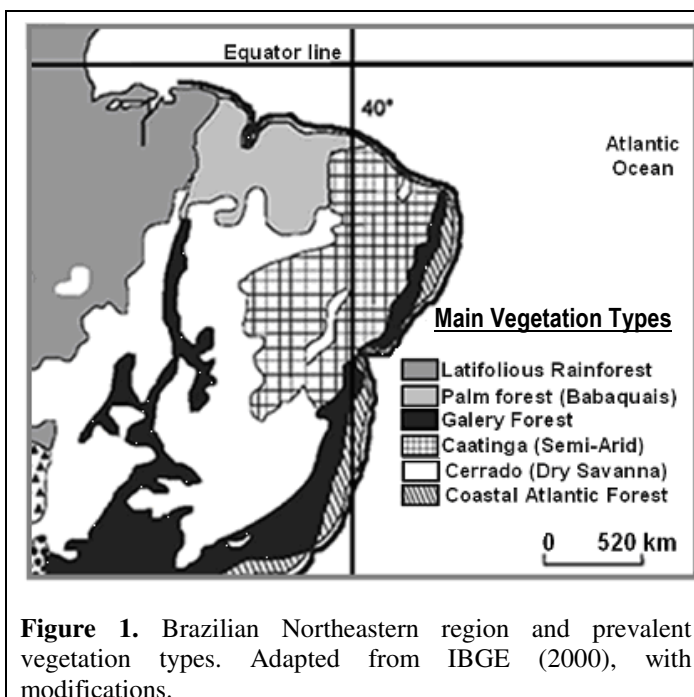 Equator line
40°
Atlantic
Ocean
Main Vegetation Types
Latifolious Rainforest
Palm forest (Babaquais)
Galery Forest
Caatinga (Semi-Arid)
Cerrado (Dry Savanna)
Coastal Atlantic Forest
0 520 km
Figure 1. Brazilian Northeastern region and prevalent
vegetation types. Adapted from IBGE (2000), with
modifications.